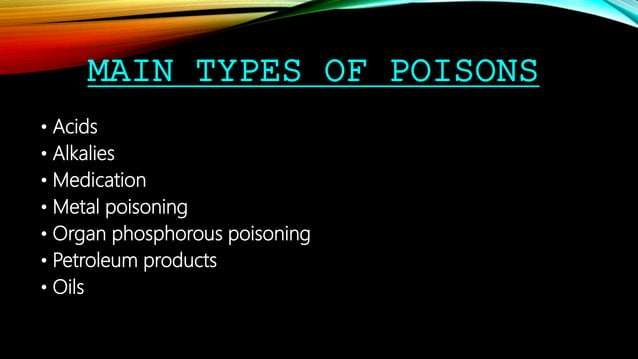 MAIN TYPES OF POISONS
• Acids
• Alkalies
• Medication
• Metal poisoning
• Organ phosphorous poisoning
• Petroleum products
• Oils